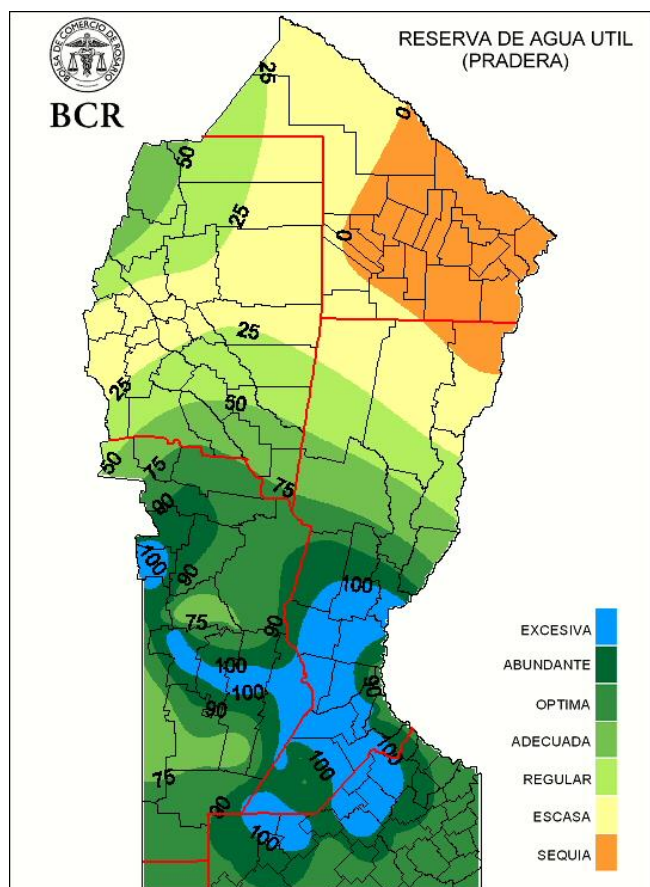 BOLSA DE COMERCIO DE ROSARIO
BCR
RESERVA DE AGUA UTIL
(PRADERA)
25
0
50
25
0
25
25
50
50
75
75
90
100
100
90
75
90
100
100
90
90
75
100
100
90
100
EXCESIVA
ABUNDANTE
OPTIMA
ADECUADA
REGULAR
ESCASA
SEQUIA